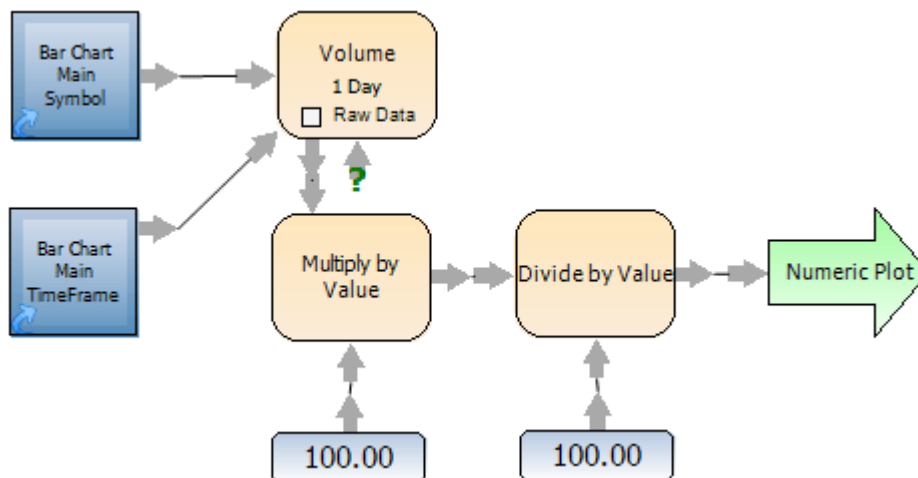 Bar Chart
Main
Symbol
Volume
1 Day
Raw Data
?
Bar Chart
Main
TimeFrame
Multiply by
Value
Divide by Value
Numeric Plot
100.00
100.00